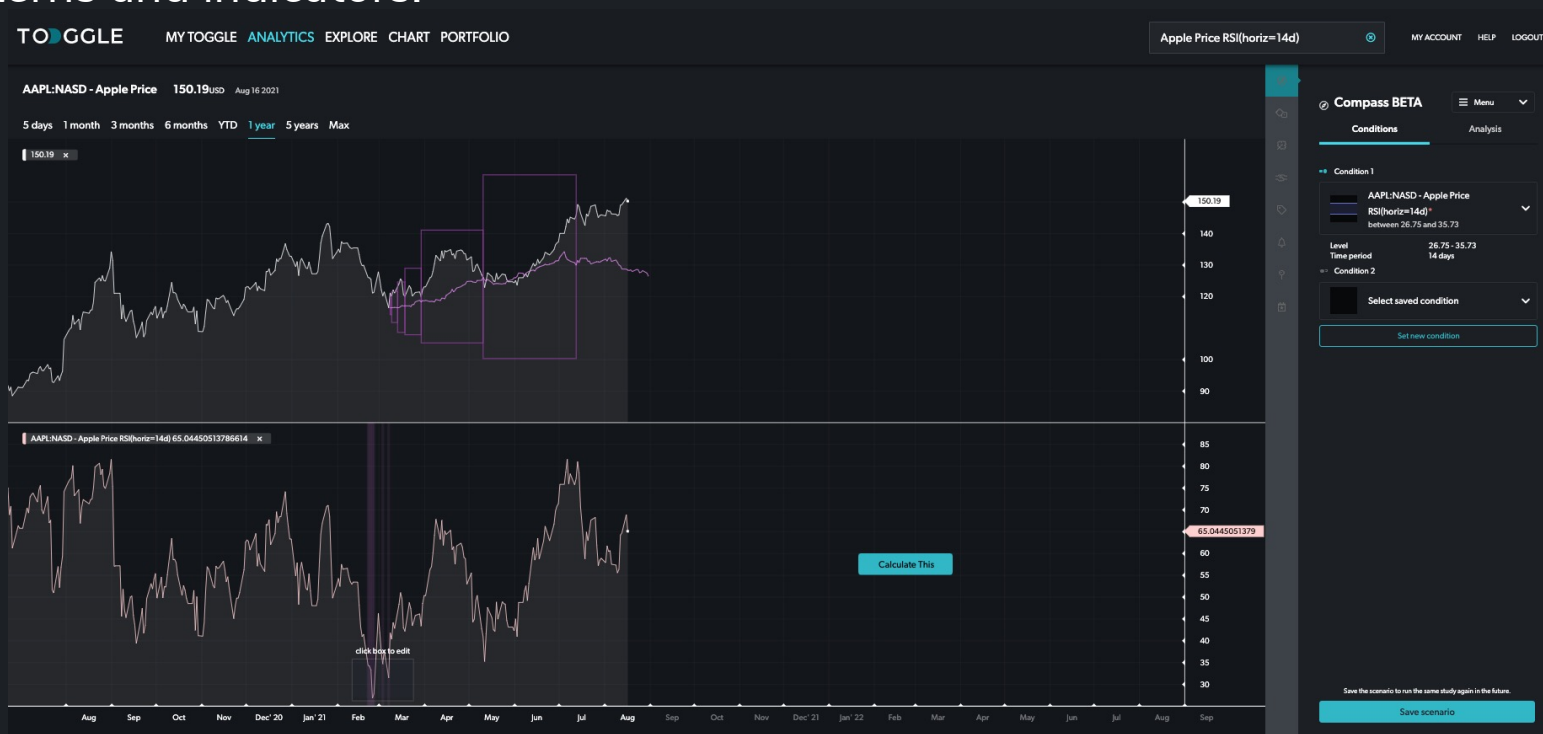 TOGGLE MY TOGGLE ANALYTICS EXPLORE CHART PORTFOLIO
Apple Price RSI(horiz=14d) MY ACCOUNT HELP LOGOUT
AAPL:NASD - Apple Price 150.19USD Aug 16 2021
5 days 1 month 3 months 6 months YTD 1 year 5 years Max
150.19 x
150.19
140
130
120
100
90
AAPL:NASD - Apple Price RSI(horiz=14d) 65.04450513786614 x
85
80
75
70
65.0445051379
60
55
50
45
40
35
30
Calculate This
click box to edit
Aug Sep Oct Nov Dec' 20 Jan' 21 Feb Mar Apr May Jun Jul Aug Sep Oct Nov Dec' 21 Jan' 22 Feb Mar Apr May Jun Jul Aug Sep
Compass BETA Menu
Conditions Analysis
Condition 1
AAPL:NASD - Apple Price
RSI(horiz=14d)*
between 26.75 and 35.73
Level 26.75 - 35.73
Time period 14 days
Condition 2
Select saved condition
Set new condition
Save the scenario to run the same study again in the future.
Save scenario